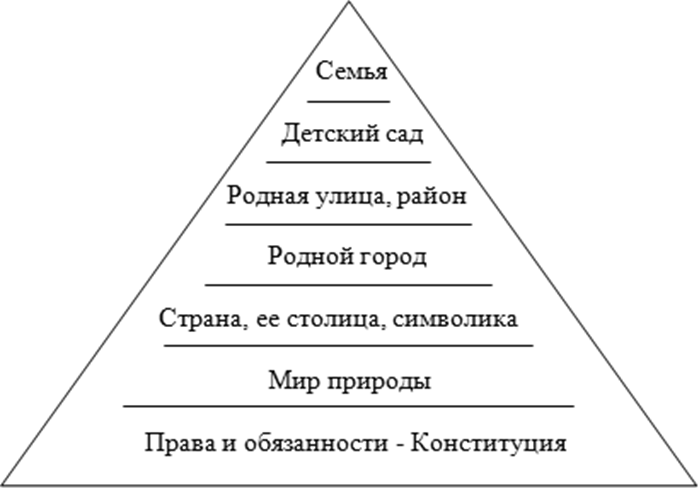 Семья
Детский сад
Родная улица, район
Родной город
Страна, ее столица, символика
Мир природы
Права и обязанности - Конституция